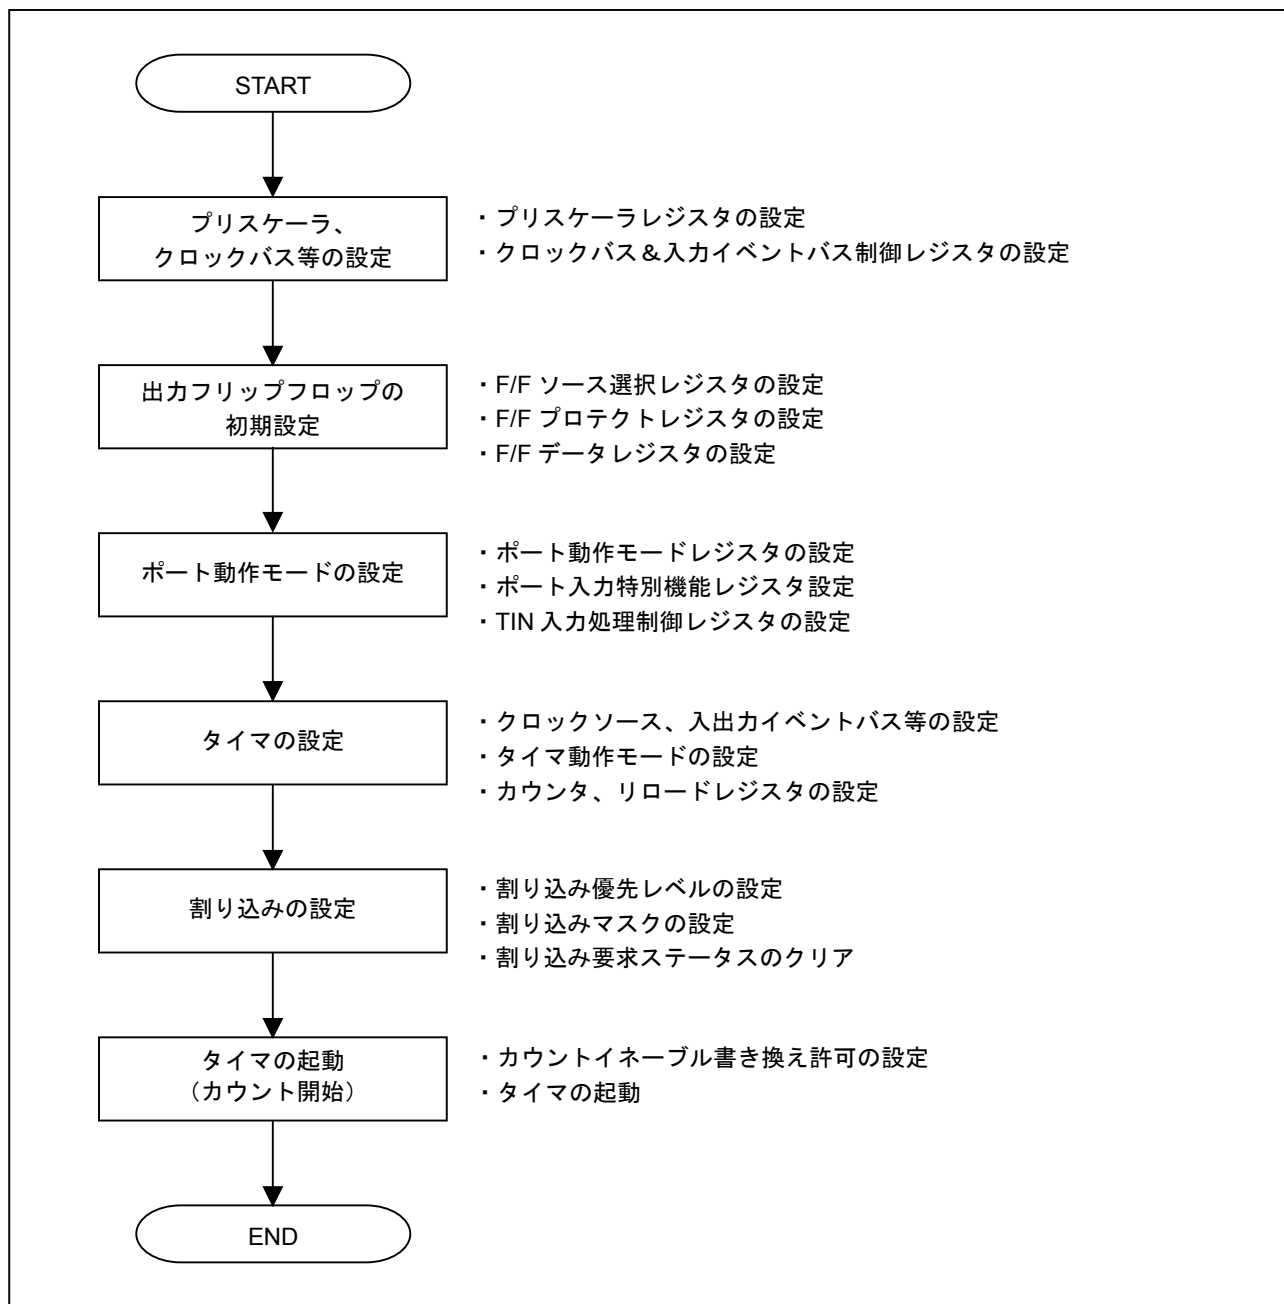 START
プリスケーラ、
クロックバス等の設定
・プリスケーラレジスタの設定
・クロックバス&入力イベントバス制御レジスタの設定
出力フリップフロップの
初期設定
・F/F ソース選択レジスタの設定
・F/F プロテクトレジスタの設定
・F/F データレジスタの設定
ポート動作モードの設定
・ポート動作モードレジスタの設定
・ポート入力特別機能レジスタ設定
・TIN 入力処理制御レジスタの設定
タイマの設定
・クロックソース、入出力イベントバス等の設定
・タイマ動作モードの設定
・カウンタ、リロードレジスタの設定
割り込みの設定
・割り込み優先レベルの設定
・割り込みマスクの設定
・割り込み要求ステータスのクリア
タイマの起動
（カウント開始）
・カウントイネーブル書き換え許可の設定
・タイマの起動
END